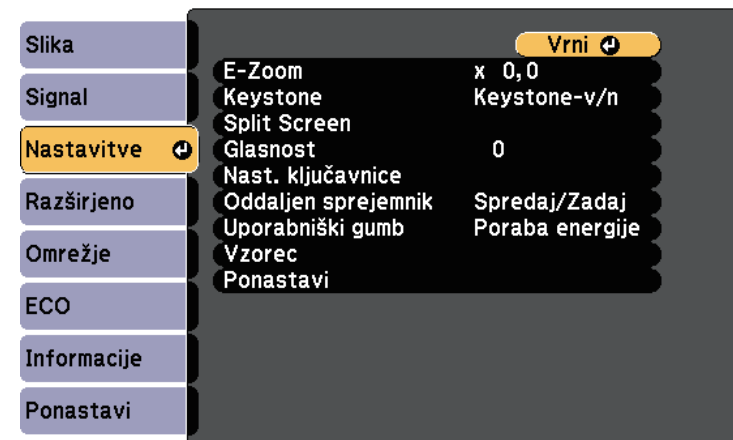 Slika
Signal
Nastavitve
Razširjeno
Omrežje
ECO
Informacije
Ponastavi
Vrni
E-Zoom x 0,0
Keystone Keystone-v/n
Split Screen
Glasnost 0
Nast. ključavnice
Oddaljen sprejemnik Spredaj/Zadaj
Uporabniški gumb Poraba energije
Vzorec
Ponastavi